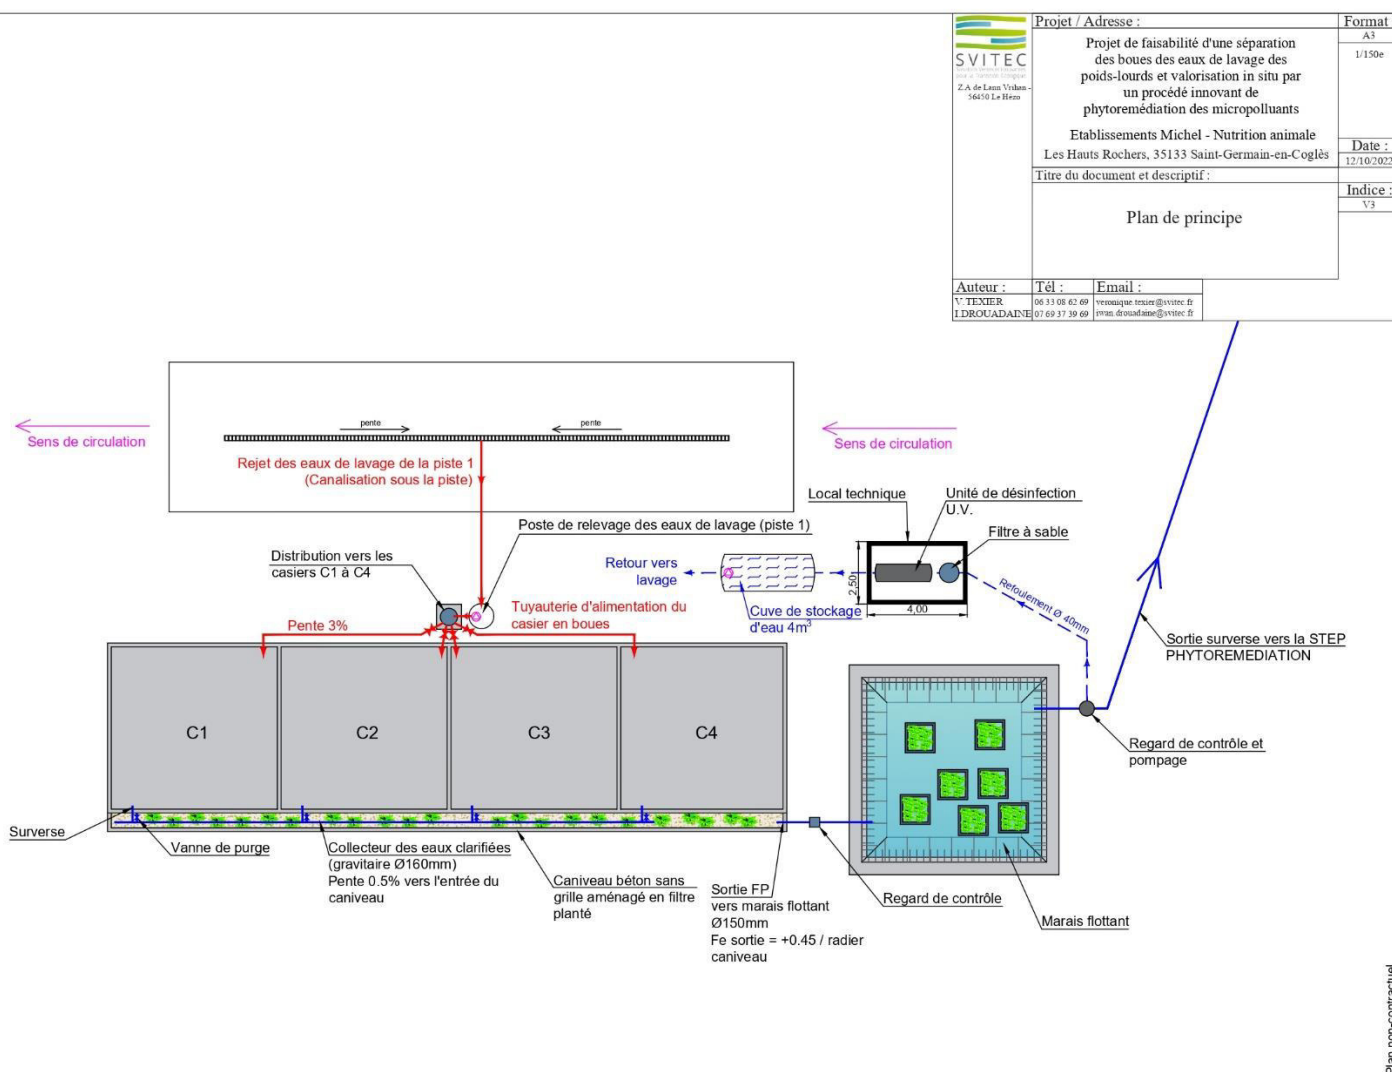 Projet / Adresse :
Format
A3
1/150e
SVITEC
Z.A de Lann Vrihan -
56450 Le Hézo
Projet de faisabilité d'une séparation
des boues des eaux de lavage des
poids-lourds et valorisation in situ par
un procédé innovant de
phytoremédiation des micropolluants
Etablissements Michel - Nutrition animale
Les Hauts Rochers, 35133 Saint-Germain-en-Coglès
Date :
12/10/2022
Titre du document et descriptif :
Indice :
V3
Plan de principe
Auteur :
Tél :
Email :
V.TEXIER
06 33 08 62 69
veronique.texier@svitec.fr
I.DROUADAINE
07 69 37 39 69
iwan.drouadaine@svitec.fr
pente
pente
Sens de circulation
Sens de circulation
Rejet des eaux de lavage de la piste 1
(Canalisation sous la piste)
Local technique
Unité de désinfection
U.V.
Poste de relevage des eaux de lavage (piste 1)
Filtre à sable
Distribution vers les
casiers C1 à C4
Retour vers
lavage
2,50
4,00
Refoulement Ø 40mm
Tuyauterie d'alimentation du
casier en boues
Cuve de stockage
d'eau 4m³
Pente 3%
Sortie surverse vers la STEP
PHYTOREMEDIATION
C1
C2
C3
C4
Regard de contrôle et
pompage
Surverse
Vanne de purge
Collecteur des eaux clarifiées
(gravitaire Ø160mm)
Pente 0.5% vers l'entrée du
caniveau
Caniveau béton sans
grille aménagé en filtre
planté
Sortie FP
vers marais flottant
Ø150mm
Fe sortie = +0.45 / radier
caniveau
Regard de contrôle
Marais flottant
Plan non-contractuel